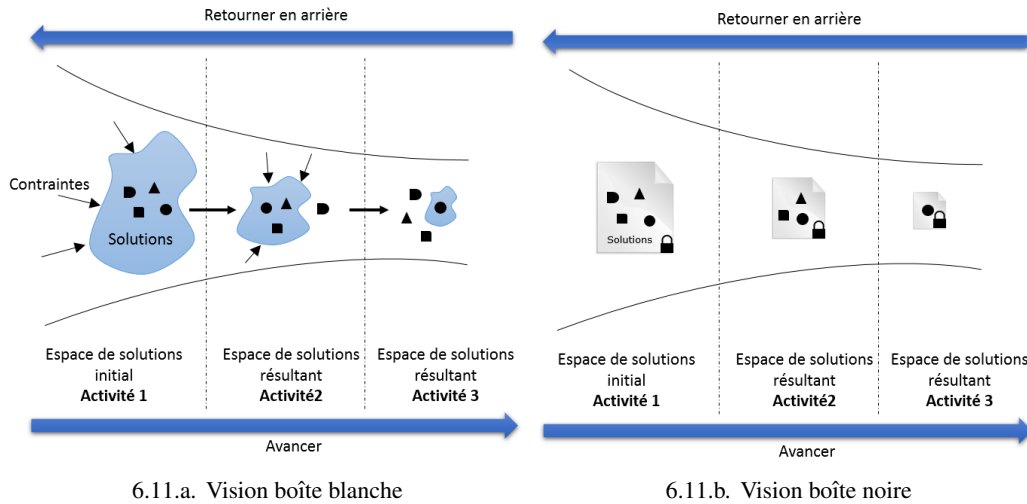 Retourner en arrière
Contraintes
Solutions
Espace de solutions
initial
Activité 1
Espace de solutions
résultant
Activité2
Espace de solutions
résultant
Activité 3
Avancer
6.11.a. Vision boîte blanche
Retourner en arrière
Solutions
Espace de solutions
initial
Activité 1
Espace de solutions
résultant
Activité2
Espace de solutions
résultant
Activité 3
Avancer
6.11.b. Vision boîte noire